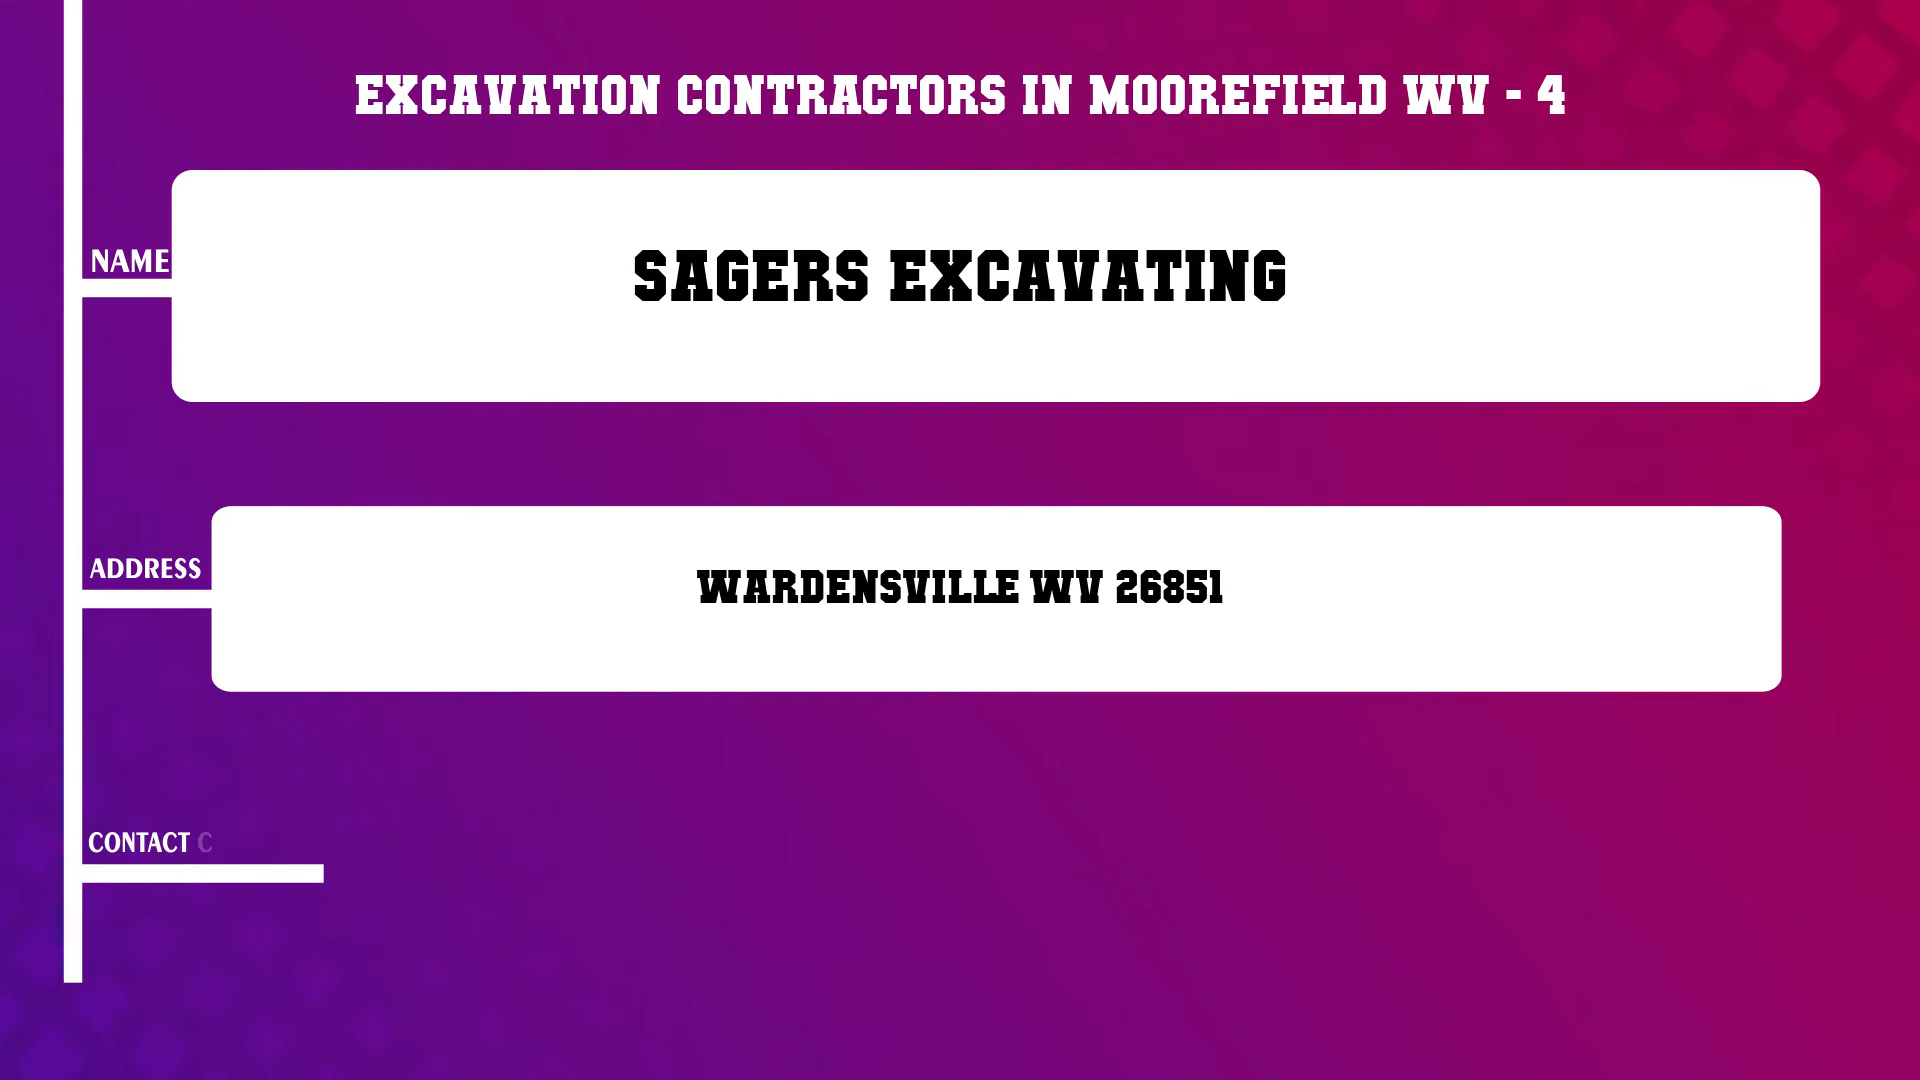 EXCAVATION CONTRACTORS IN MOOREFIELD WV - 4
NAME
SAGERS EXCAVATING
ADDRESS
WARDENSVILLE WV 26851
CONTACT C